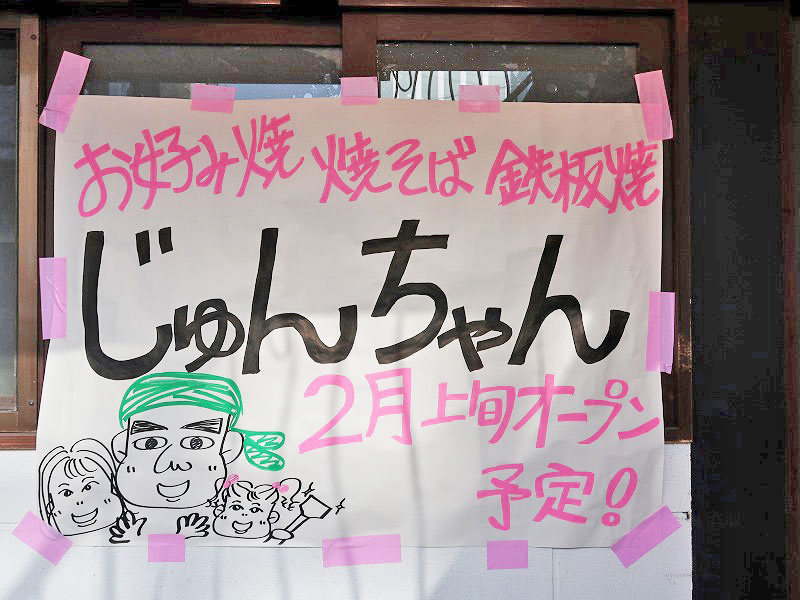 お好み焼 焼そば 鉄板焼
じゅんちゃん
2月上旬オープン
予定!